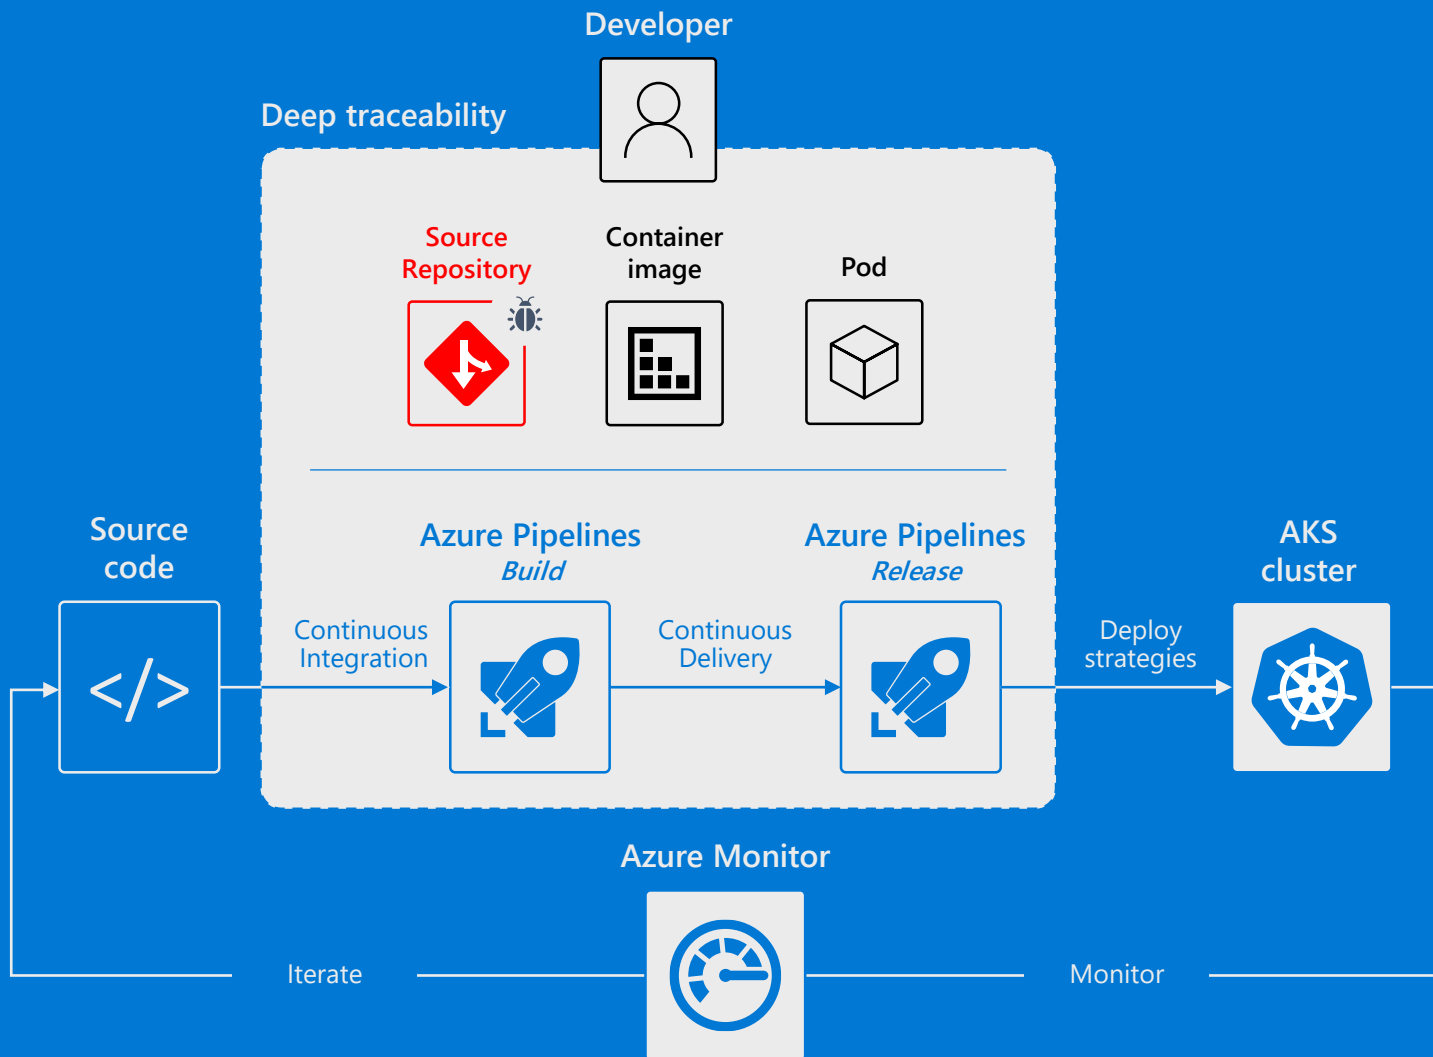 Developer
Deep traceability
Source
Repository
Container
image
Pod
Source
code
Azure Pipelines
Build
Azure Pipelines
Release
AKS
cluster
Continuous
Integration
Continuous
Delivery
Deploy
strategies
</>
Azure Monitor
Iterate
Monitor